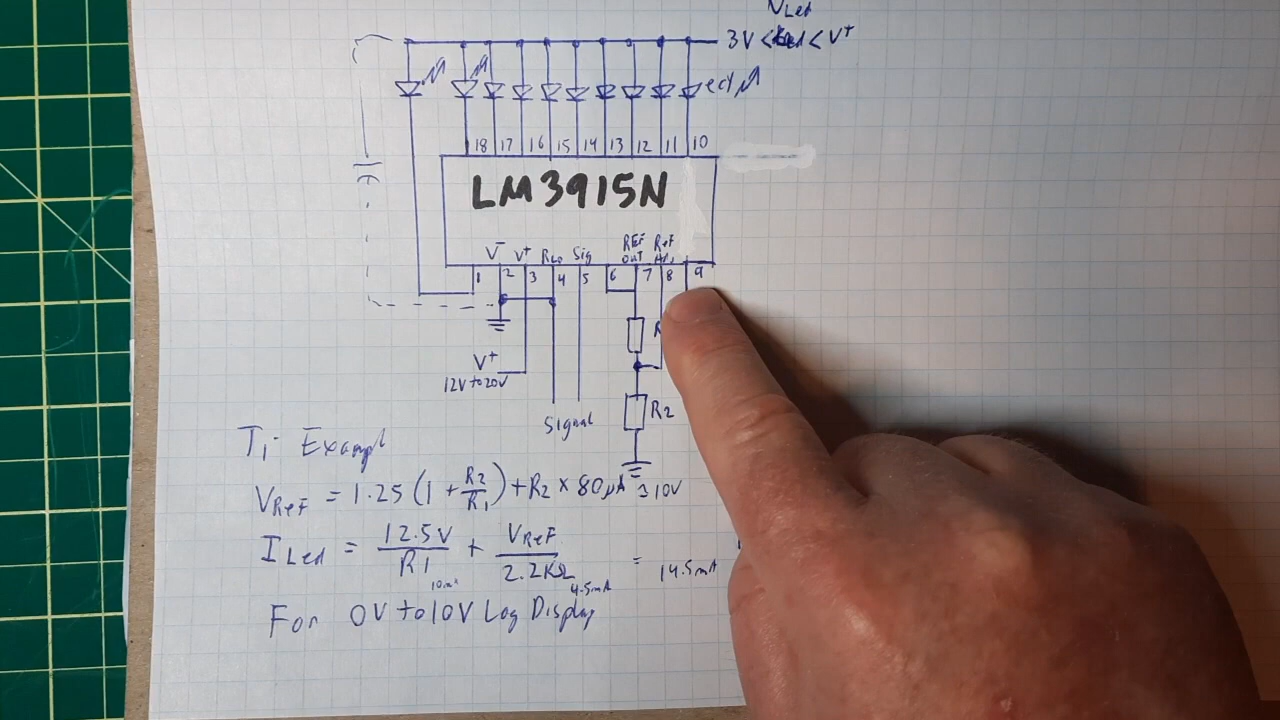 VLed
3V < Led < V+
18 17 16 15 14 13 12 11 10
LM3915N
V- V+ RLo Sig REF OUT Ref Adj
1 2 3 4 5 6 7 8 9
R
V+
12V to 20V
R2
Signal
T1- Exampl
VRef = 1.25 (1 + R2/R1) + R2 × 80µA = 10V
ILed = 12.5V/R1 + VReF/2.2KΩ = 14.5mA
10mA 4.5mA
For 0V to 10V Log Display